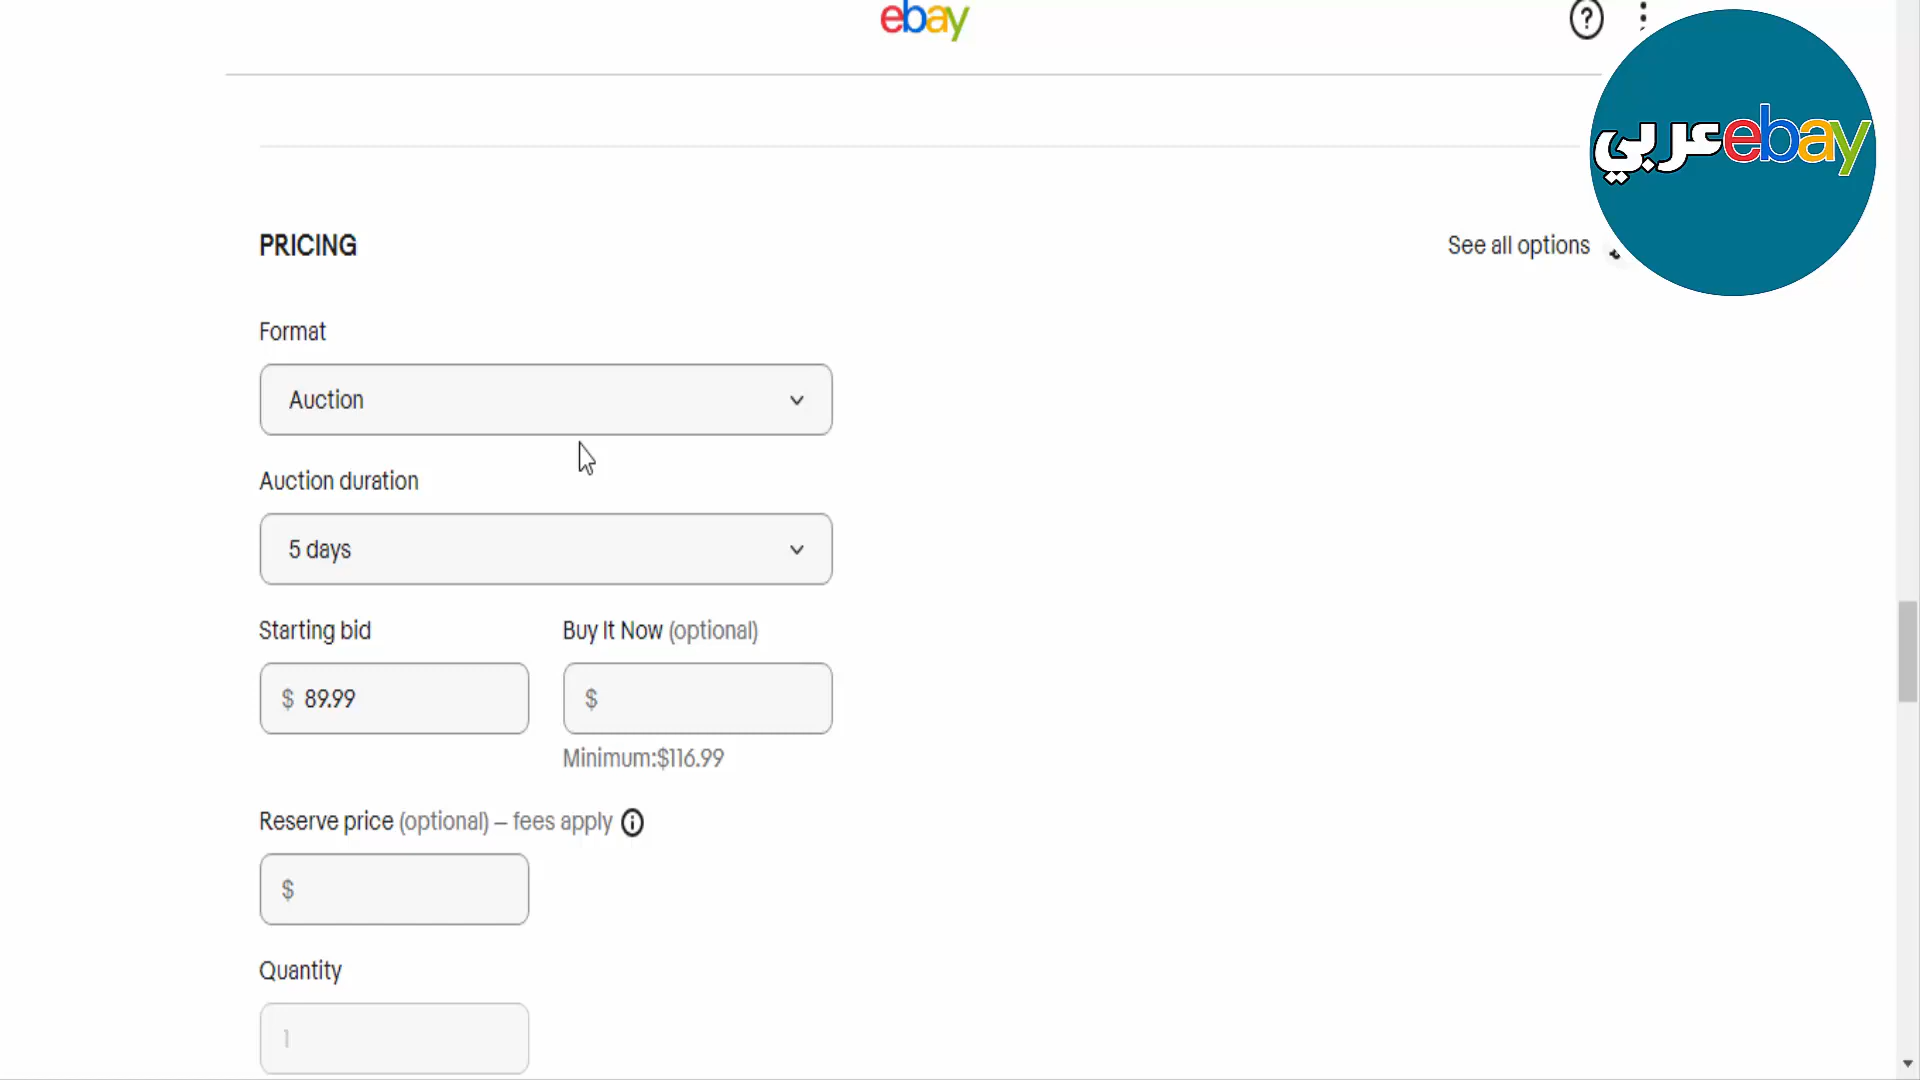 ebay
عربي ebay
PRICING
See all options
Format
Auction
Auction duration
5 days
Starting bid
Buy It Now (optional)
$ 89.99
$
Minimum:$116.99
Reserve price (optional) – fees apply
$
Quantity
1